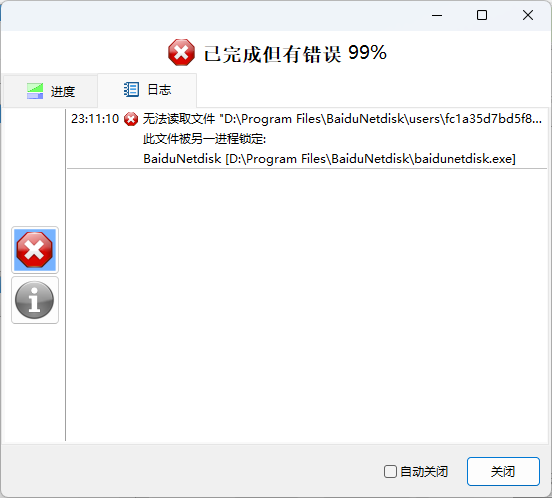 已完成但有错误 99%
进度
日志
23:11:10 无法读取文件 "D:\Program Files\BaiduNetdisk\users\fc1a35d7bd5f8...
此文件被另一进程锁定:
BaiduNetdisk [D:\Program Files\BaiduNetdisk\baidunetdisk.exe]
自动关闭
关闭